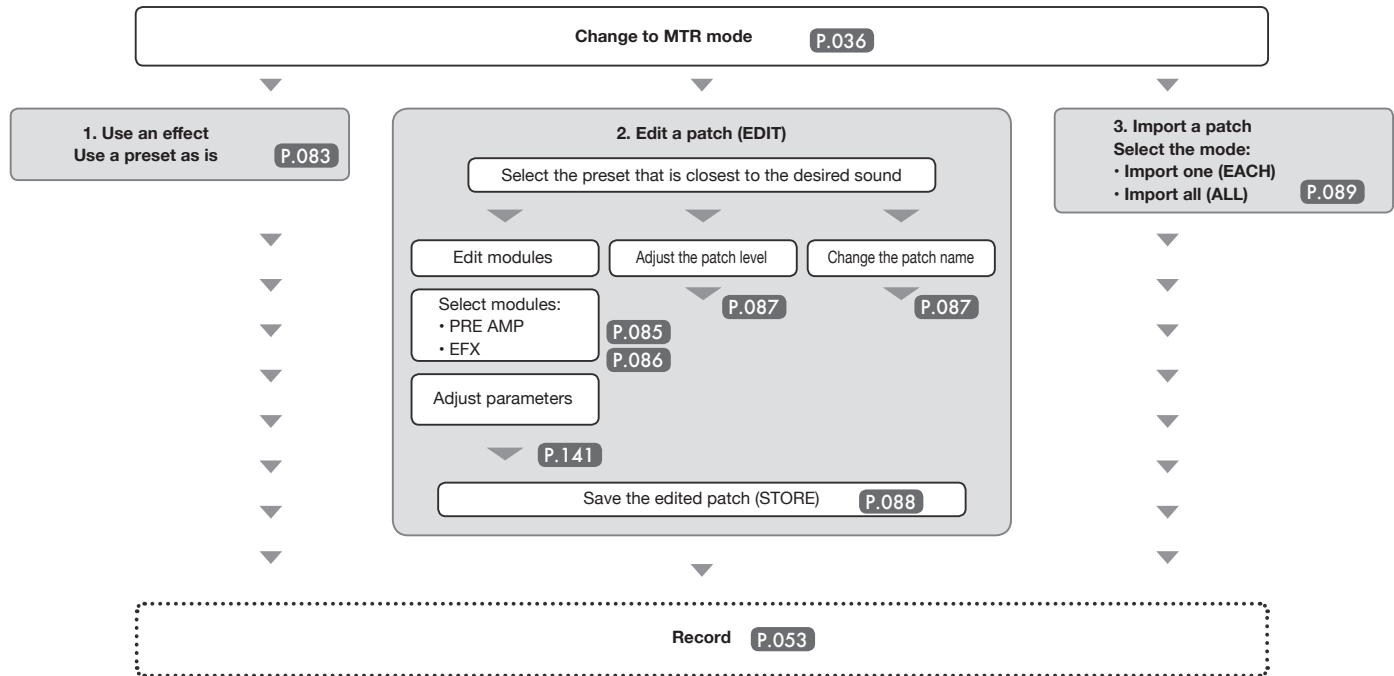 Change to MTR mode P.036
1. Use an effect
Use a preset as is P.083
2. Edit a patch (EDIT)
Select the preset that is closest to the desired sound
Edit modules
Select modules:
• PRE AMP
• EFX
P.085
P.086
Adjust parameters
P.141
Adjust the patch level
P.087
Change the patch name
P.087
Save the edited patch (STORE) P.088
3. Import a patch
Select the mode:
• Import one (EACH)
• Import all (ALL) P.089
Record P.053